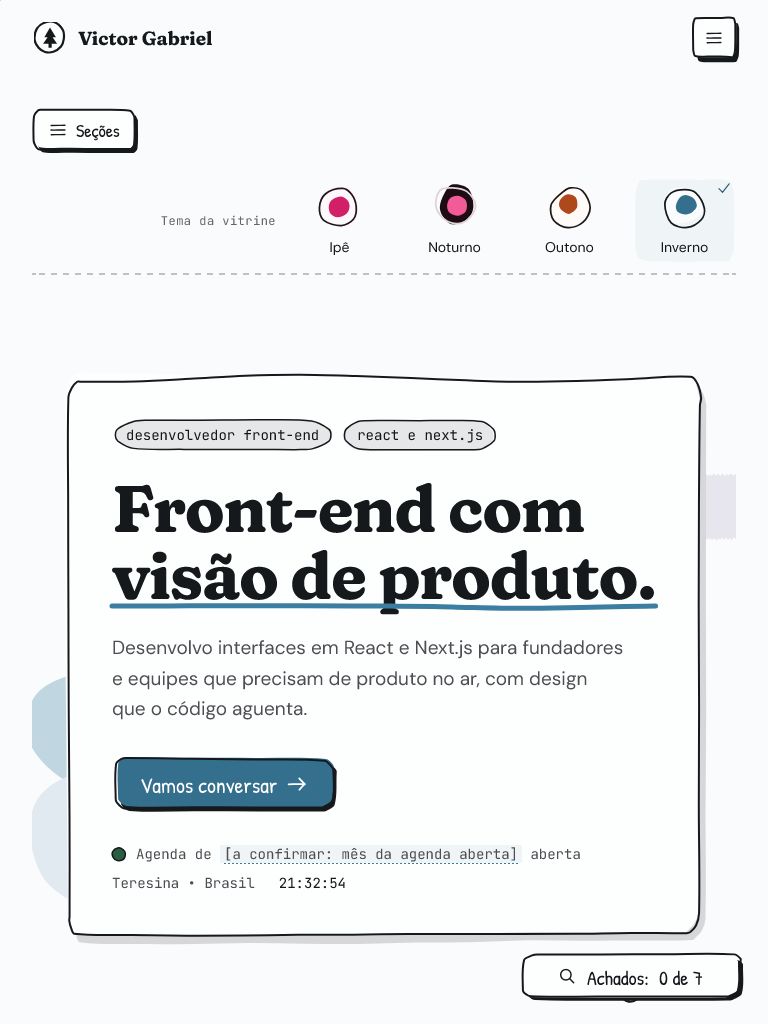 Victor Gabriel
Seções
Tema da vitrine
Ipê
Noturno
Outono
Inverno
desenvolvedor front-end
react e next.js
Front-end com
visão de produto.
Desenvolvo interfaces em React e Next.js para fundadores
e equipes que precisam de produto no ar, com design
que o código aguenta.
Vamos conversar →
Agenda de [a confirmar: mês da agenda aberta] aberta
Teresina • Brasil 21:32:54
Achados: 0 de 7